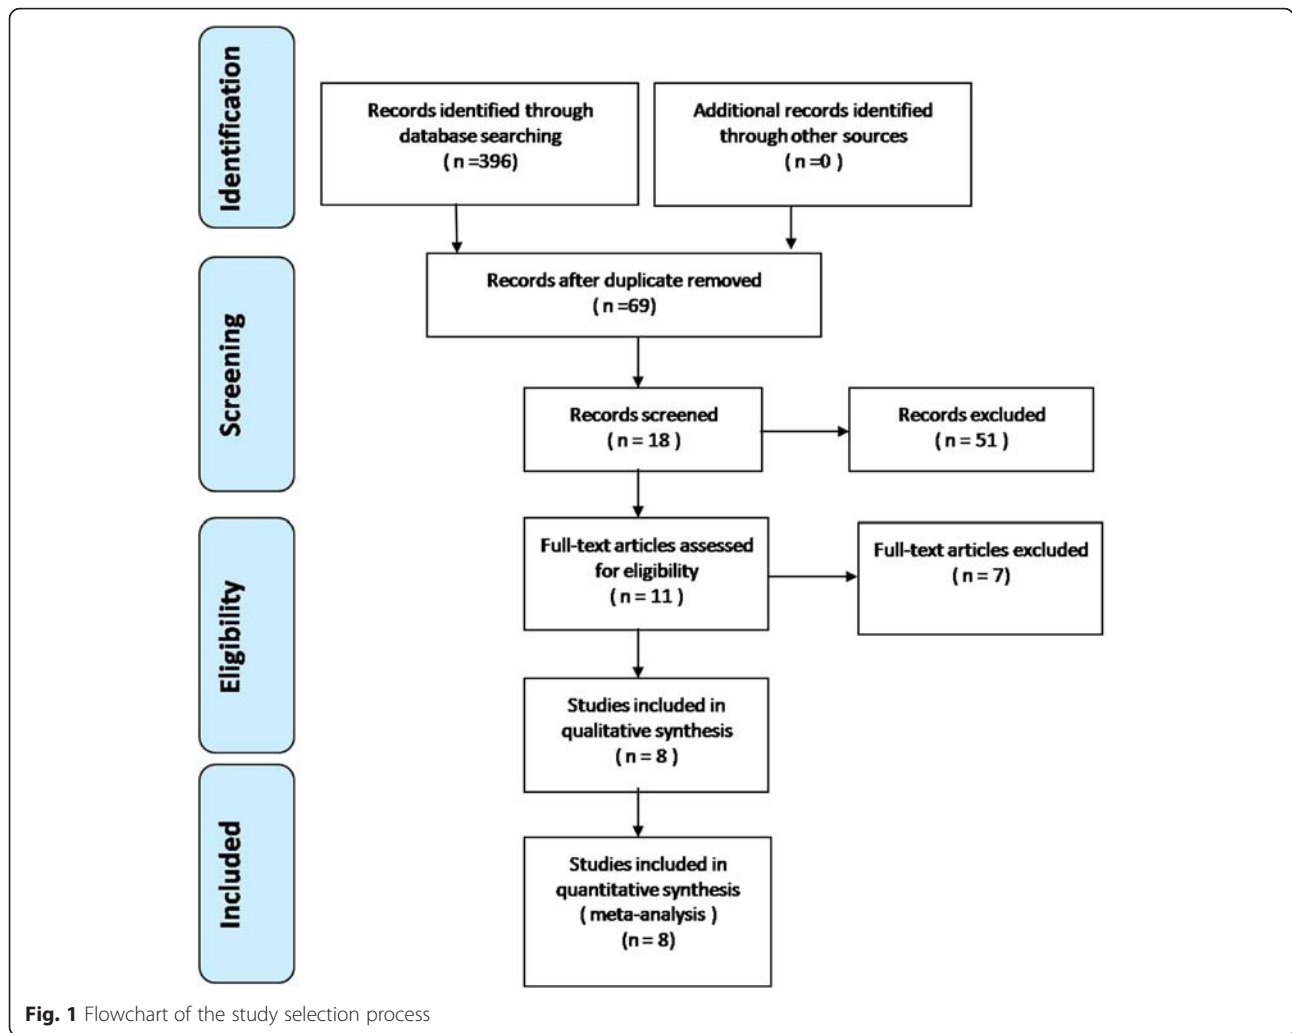 Identification
Records identified through
database searching
( n =396)
Additional records identified
through other sources
( n =0 )
Screening
Records after duplicate removed
( n =69)
Records screened
( n = 18 )
Records excluded
( n = 51 )
Eligibility
Full-text articles assessed
for eligibility
( n = 11 )
Full-text articles excluded
( n = 7)
Studies included in
qualitative synthesis
( n = 8 )
Included
Studies included in
quantitative synthesis
( meta-analysis )
(n = 8)
Fig. 1 Flowchart of the study selection process